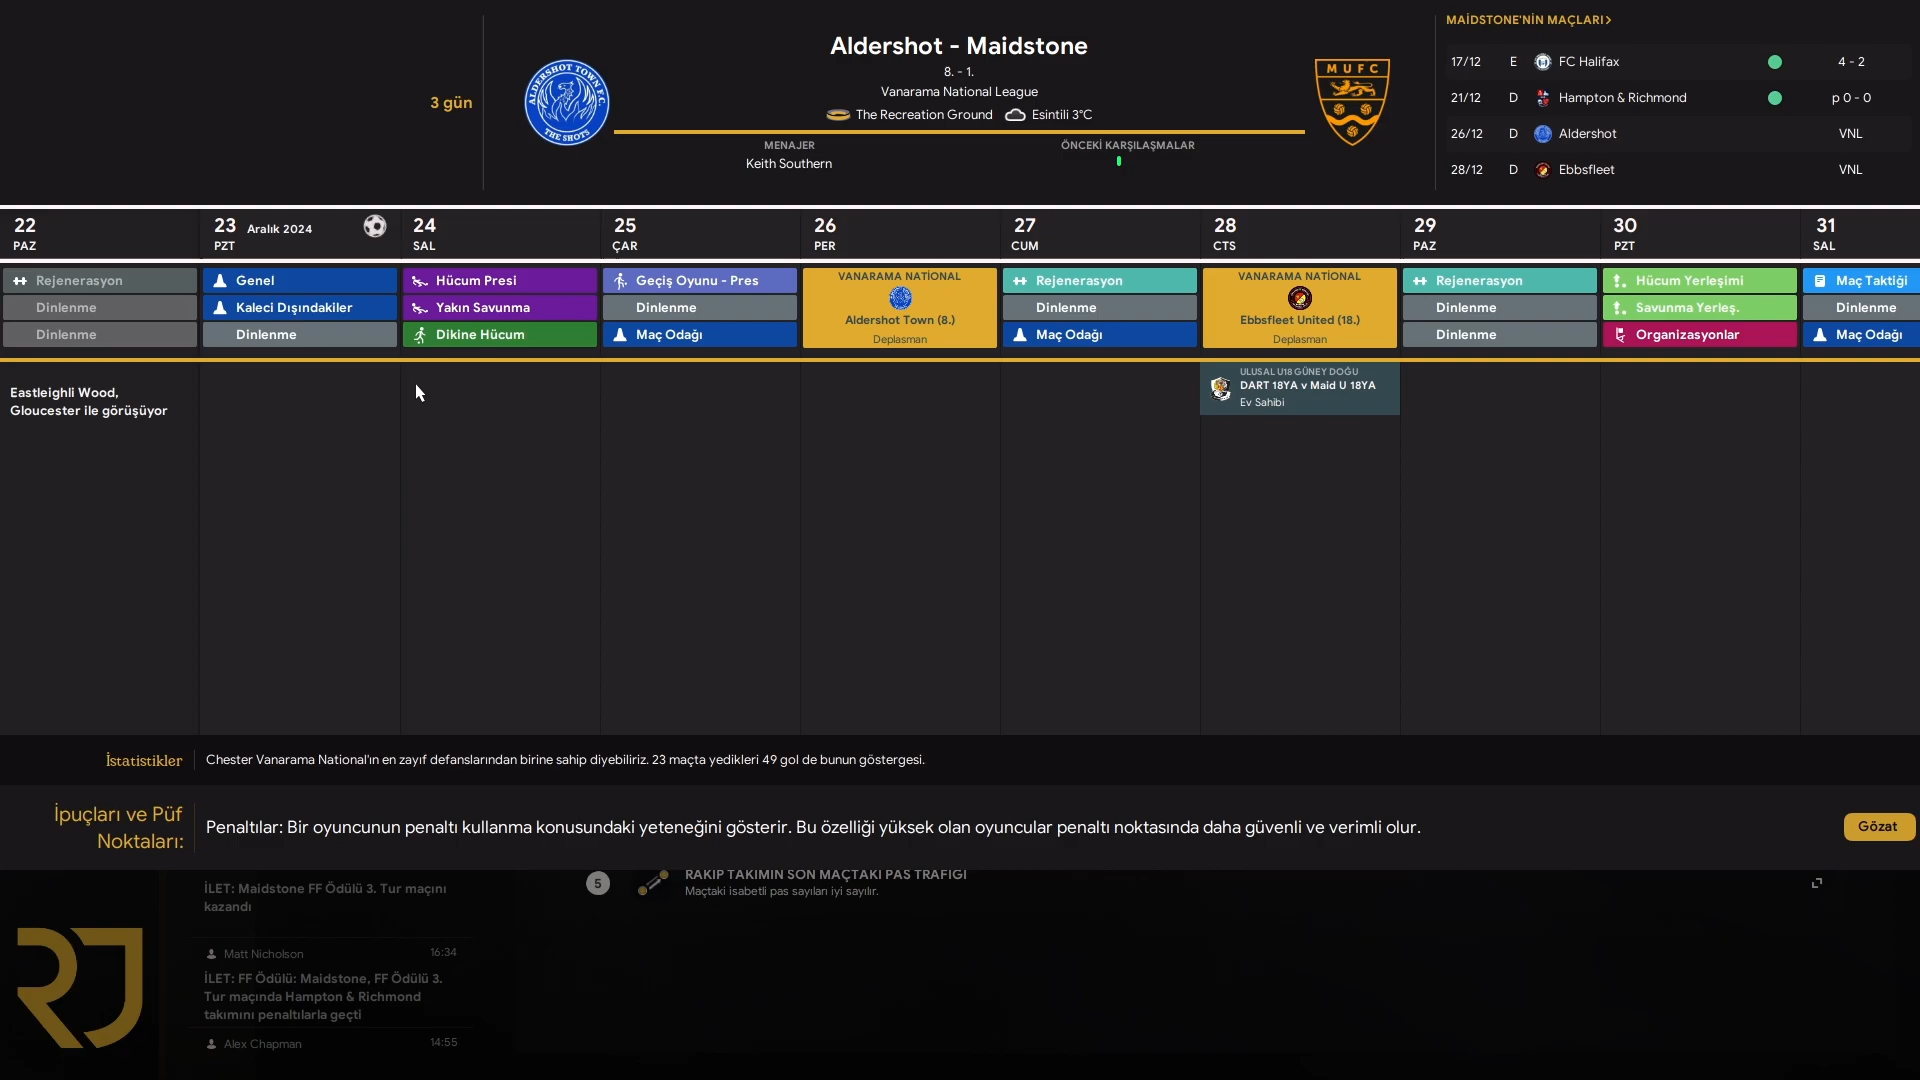 3 gün
ALDERSHOT TOWN F.C.
THE SHOTS
Aldershot - Maidstone
8. - 1.
Vanarama National League
The Recreation Ground Esintili 3°C
MENAJER
Keith Southern
ÖNCEKİ KARŞILAŞMALAR
MUFC
MAİDSTONE'NİN MAÇLARI>
17/12 E FC Halifax 4 - 2
21/12 D Hampton & Richmond p 0 - 0
26/12 D Aldershot VNL
28/12 D Ebbsfleet VNL
22 PAZ
23 PZT Aralık 2024
24 SAL
25 ÇAR
26 PER
27 CUM
28 CTS
29 PAZ
30 PZT
31 SAL
Rejenerasyon
Dinlenme
Dinlenme
Genel
Kaleci Dışındakiler
Dinlenme
Hücum Presi
Yakın Savunma
Dikine Hücum
Geçiş Oyunu - Pres
Dinlenme
Maç Odağı
VANARAMA NATİONAL
Aldershot Town (8.)
Deplasman
Rejenerasyon
Dinlenme
Maç Odağı
VANARAMA NATİONAL
Ebbsfleet United (18.)
Deplasman
Rejenerasyon
Dinlenme
Dinlenme
Hücum Yerleşimi
Savunma Yerleş.
Organizasyonlar
Maç Taktiği
Dinlenme
Maç Odağı
Eastleighli Wood,
Gloucester ile görüşüyor
ULUSAL U18 GÜNEY DOĞU
DART 18YA v Maid U 18YA
Ev Sahibi
İstatistikler
Chester Vanarama National'ın en zayıf defanslarından birine sahip diyebiliriz. 23 maçta yedikleri 49 gol de bunun göstergesi.
İpuçları ve Püf
Noktaları:
Penaltılar: Bir oyuncunun penaltı kullanma konusundaki yeteneğini gösterir. Bu özelliği yüksek olan oyuncular penaltı noktasında daha güvenli ve verimli olur.
Gözat
İLET: Maidstone FF Ödülü 3. Tur maçını
kazandı
5
RAKİP TAKIMIN SON MAÇTAKİ PAS TRAFİĞİ
Maçtaki isabetli pas sayıları iyi sayılır.
Matt Nicholson 16:34
İLET: FF Ödülü: Maidstone, FF Ödülü 3.
Tur maçında Hampton & Richmond
takımını penaltılarla geçti
Alex Chapman 14:55
RJ